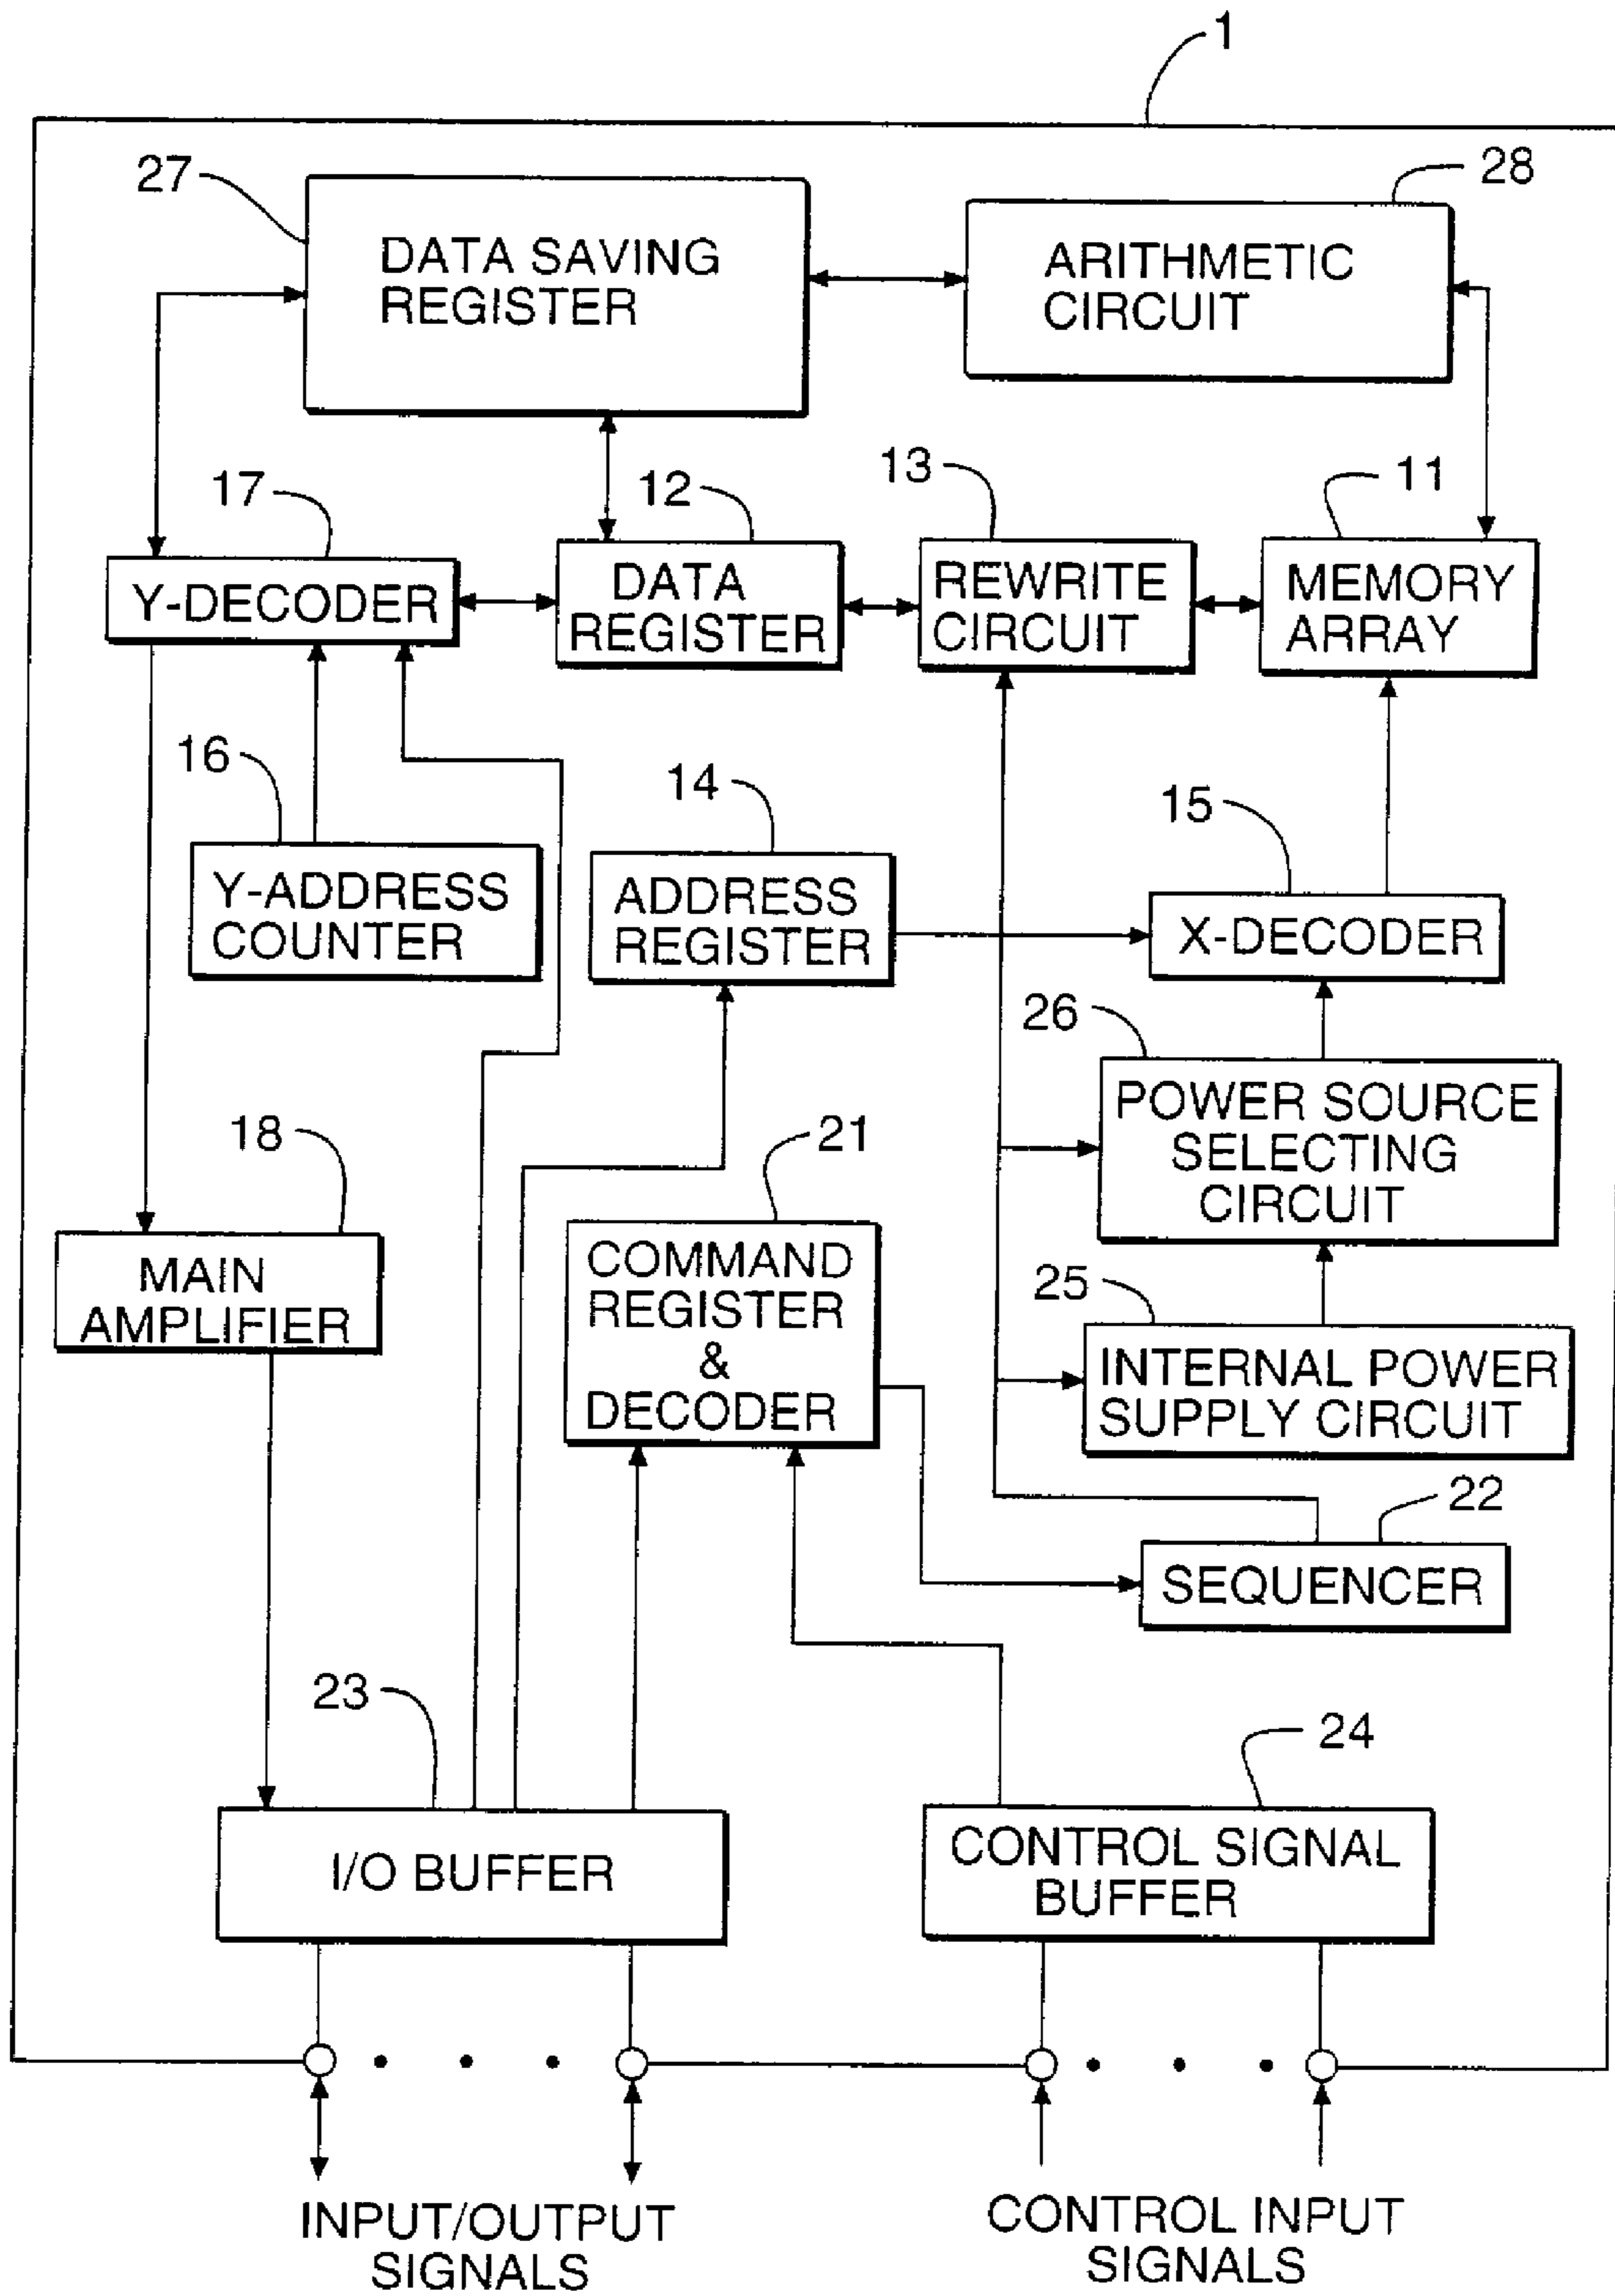 1
27
28
DATA SAVING
REGISTER
ARITHMETIC
CIRCUIT
17
12
13
11
Y-DECODER
DATA
REGISTER
REWRITE
CIRCUIT
MEMORY
ARRAY
16
14
15
Y-ADDRESS
COUNTER
ADDRESS
REGISTER
X-DECODER
26
POWER SOURCE
SELECTING
CIRCUIT
18
21
MAIN
AMPLIFIER
COMMAND
REGISTER
&
DECODER
25
INTERNAL POWER
SUPPLY CIRCUIT
22
SEQUENCER
23
24
I/O BUFFER
CONTROL SIGNAL
BUFFER
INPUT/OUTPUT
SIGNALS
CONTROL INPUT
SIGNALS